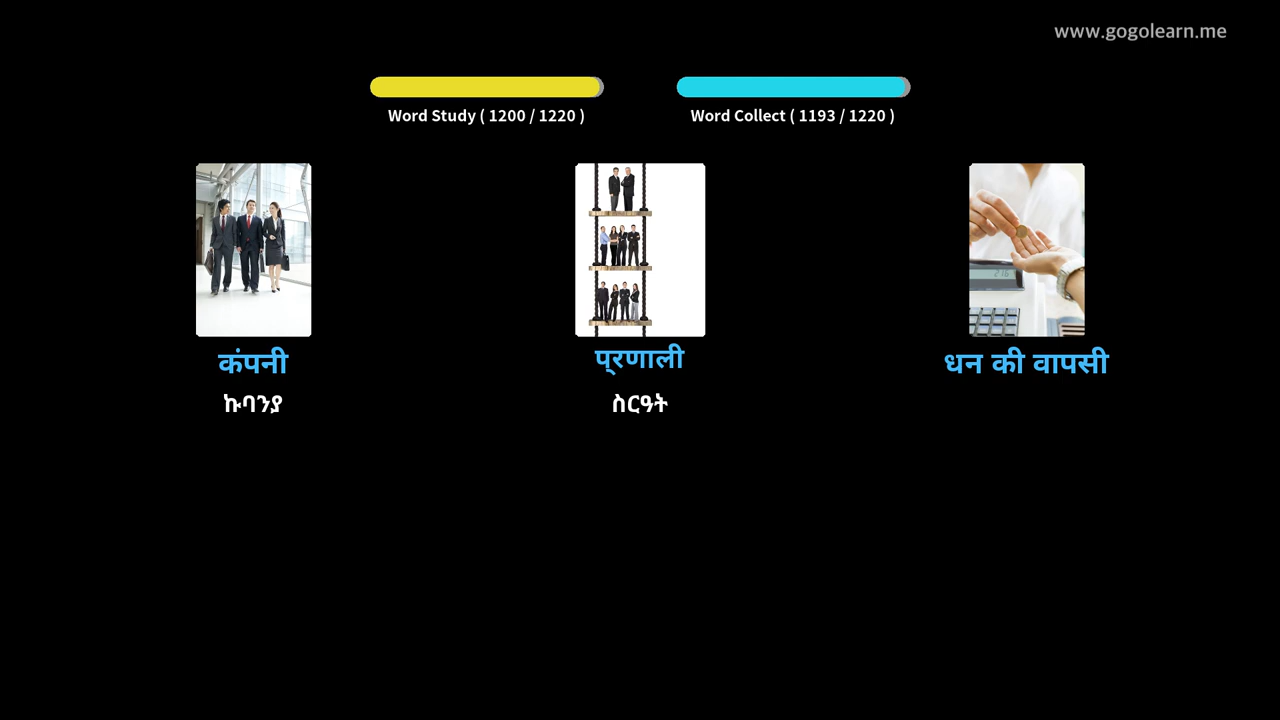 www.gogolearn.me
Word Study ( 1200 / 1220 )
Word Collect ( 1193 / 1220 )
कंपनी
प्रणाली
धन की वापसी
ኩባንያ
ስርዓት